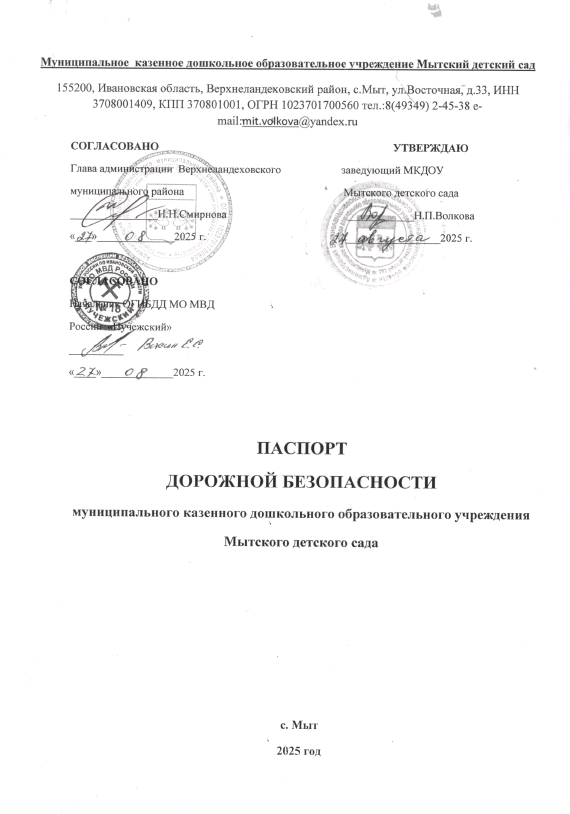 Муниципальное казенное дошкольное образовательное учреждение Мытский детский сад
155200, Ивановская область, Верхнеландеховский район, с.Мыт, ул.Восточная, д.33, ИНН
3708001409, КПП 370801001, ОГРН 1023701700560 тел.:8(49349) 2-45-38 e-
mail:mit.volkova@yandex.ru
СОГЛАСОВАНО
Глава администрации Верхнеландеховского
муниципального района
Н.Н.Смирнова
«27» 08 2025 г.
УТВЕРЖДАЮ
заведующий МКДОУ
Мытского детского сада
Н.П.Волкова
27 августа 2025 г.
СОГЛАСОВАНО
Начальник ОГИБДД МО МВД
России «Пучежский»
«27» 08 2025 г.
ПАСПОРТ
ДОРОЖНОЙ БЕЗОПАСНОСТИ
муниципального казенного дошкольного образовательного учреждения
Мытского детского сада
с. Мыт
2025 год